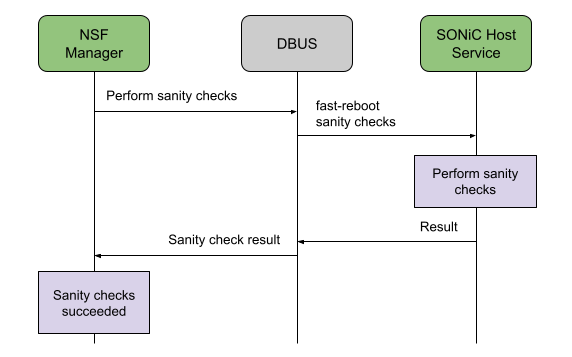 NSF
Manager
DBUS
SONiC Host
Service
Perform sanity checks
fast-reboot
sanity checks
Perform sanity
checks
Result
Sanity check result
Sanity checks
succeeded